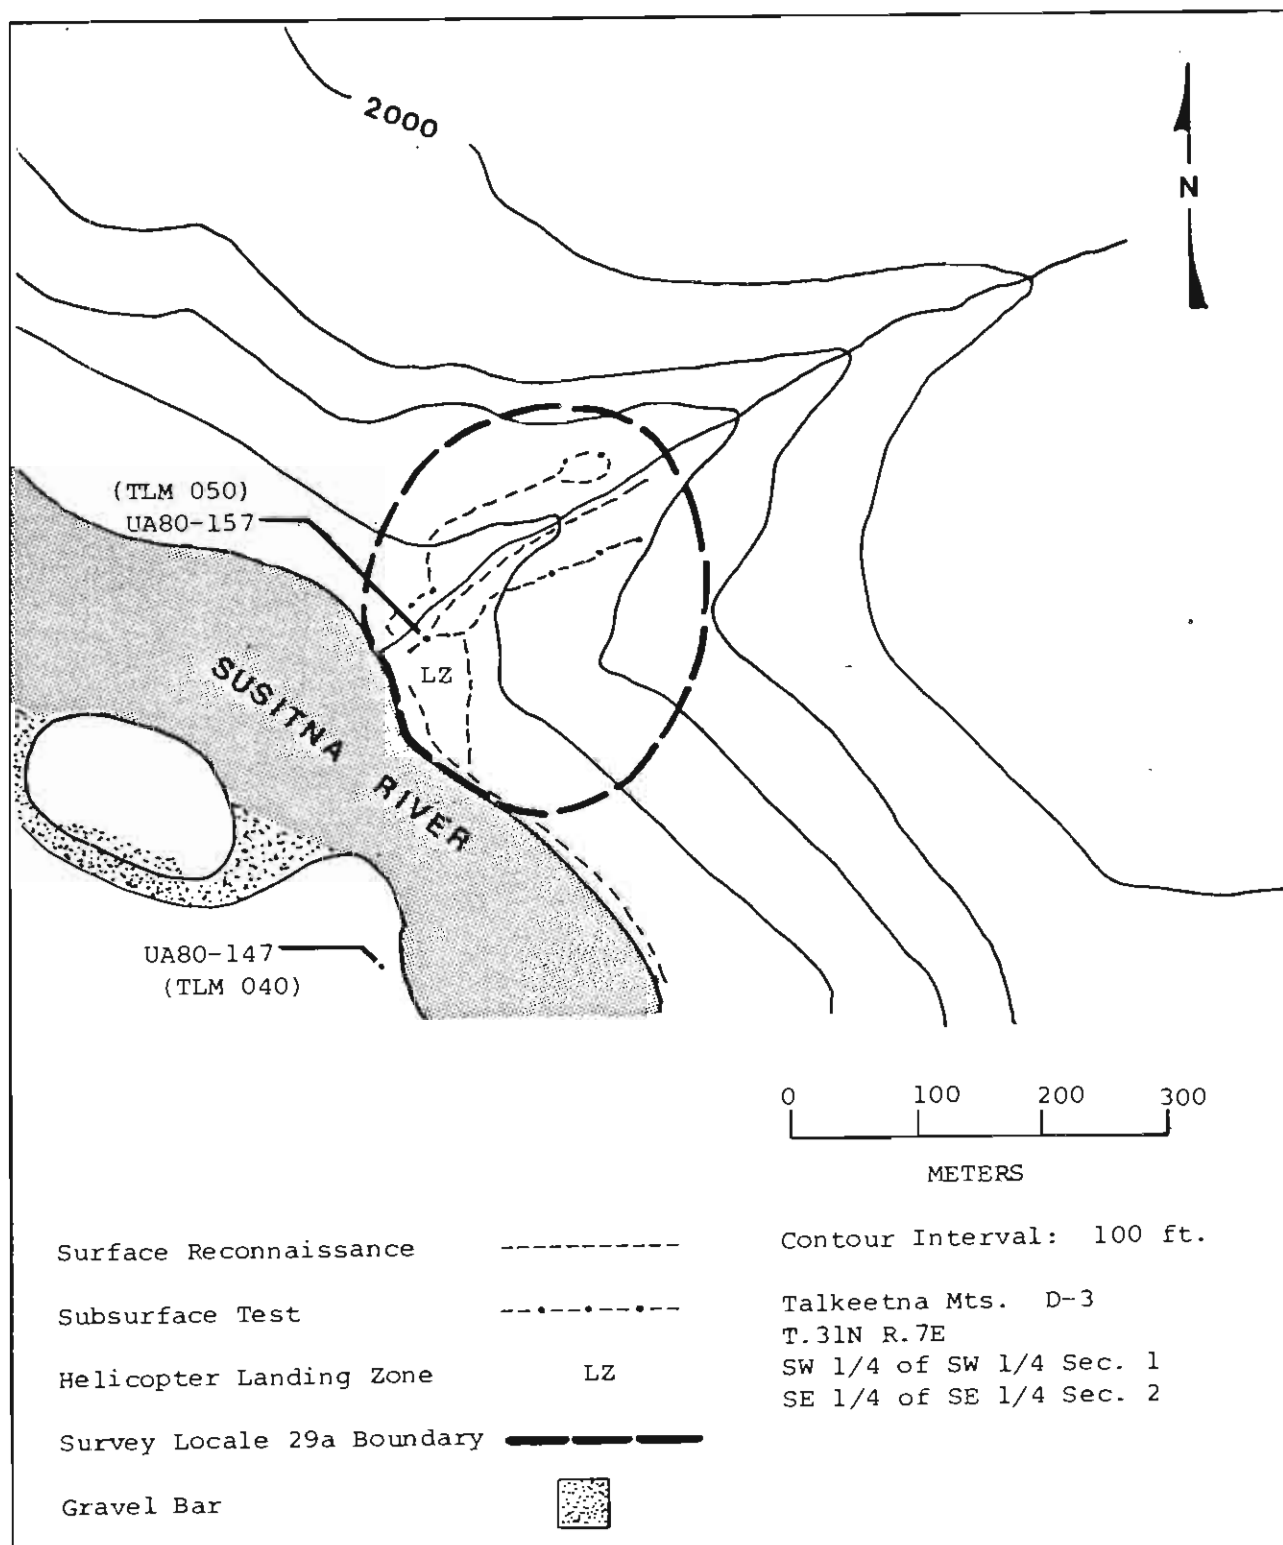 2000
N
(TLM 050)
UA80-157
LZ
SUSITNA RIVER
UA80-147
(TLM 040)
0 100 200 300
METERS
Surface Reconnaissance
Subsurface Test
Helicopter Landing Zone LZ
Survey Locale 29a Boundary
Gravel Bar
Contour Interval: 100 ft.
Talkeetna Mts. D-3
T.31N R.7E
SW 1/4 of SW 1/4 Sec. 1
SE 1/4 of SE 1/4 Sec. 2